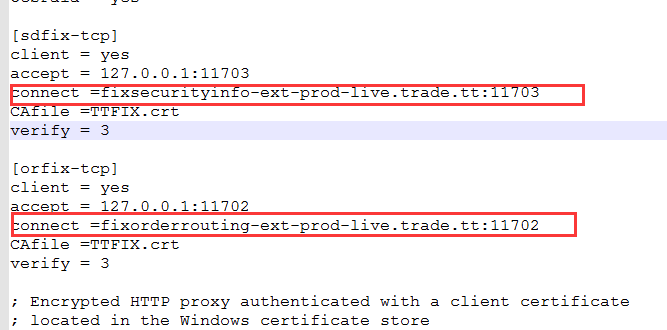 [sdfix-tcp]
client = yes
accept = 127.0.0.1:11703
connect =fixsecurityinfo-ext-prod-live.trade.tt:11703
CAfile =TTFIX.crt
verify = 3
[orfix-tcp]
client = yes
accept = 127.0.0.1:11702
connect =fixorderrouting-ext-prod-live.trade.tt:11702
CAfile =TTFIX.crt
verify = 3
; Encrypted HTTP proxy authenticated with a client certificate
; located in the Windows certificate store